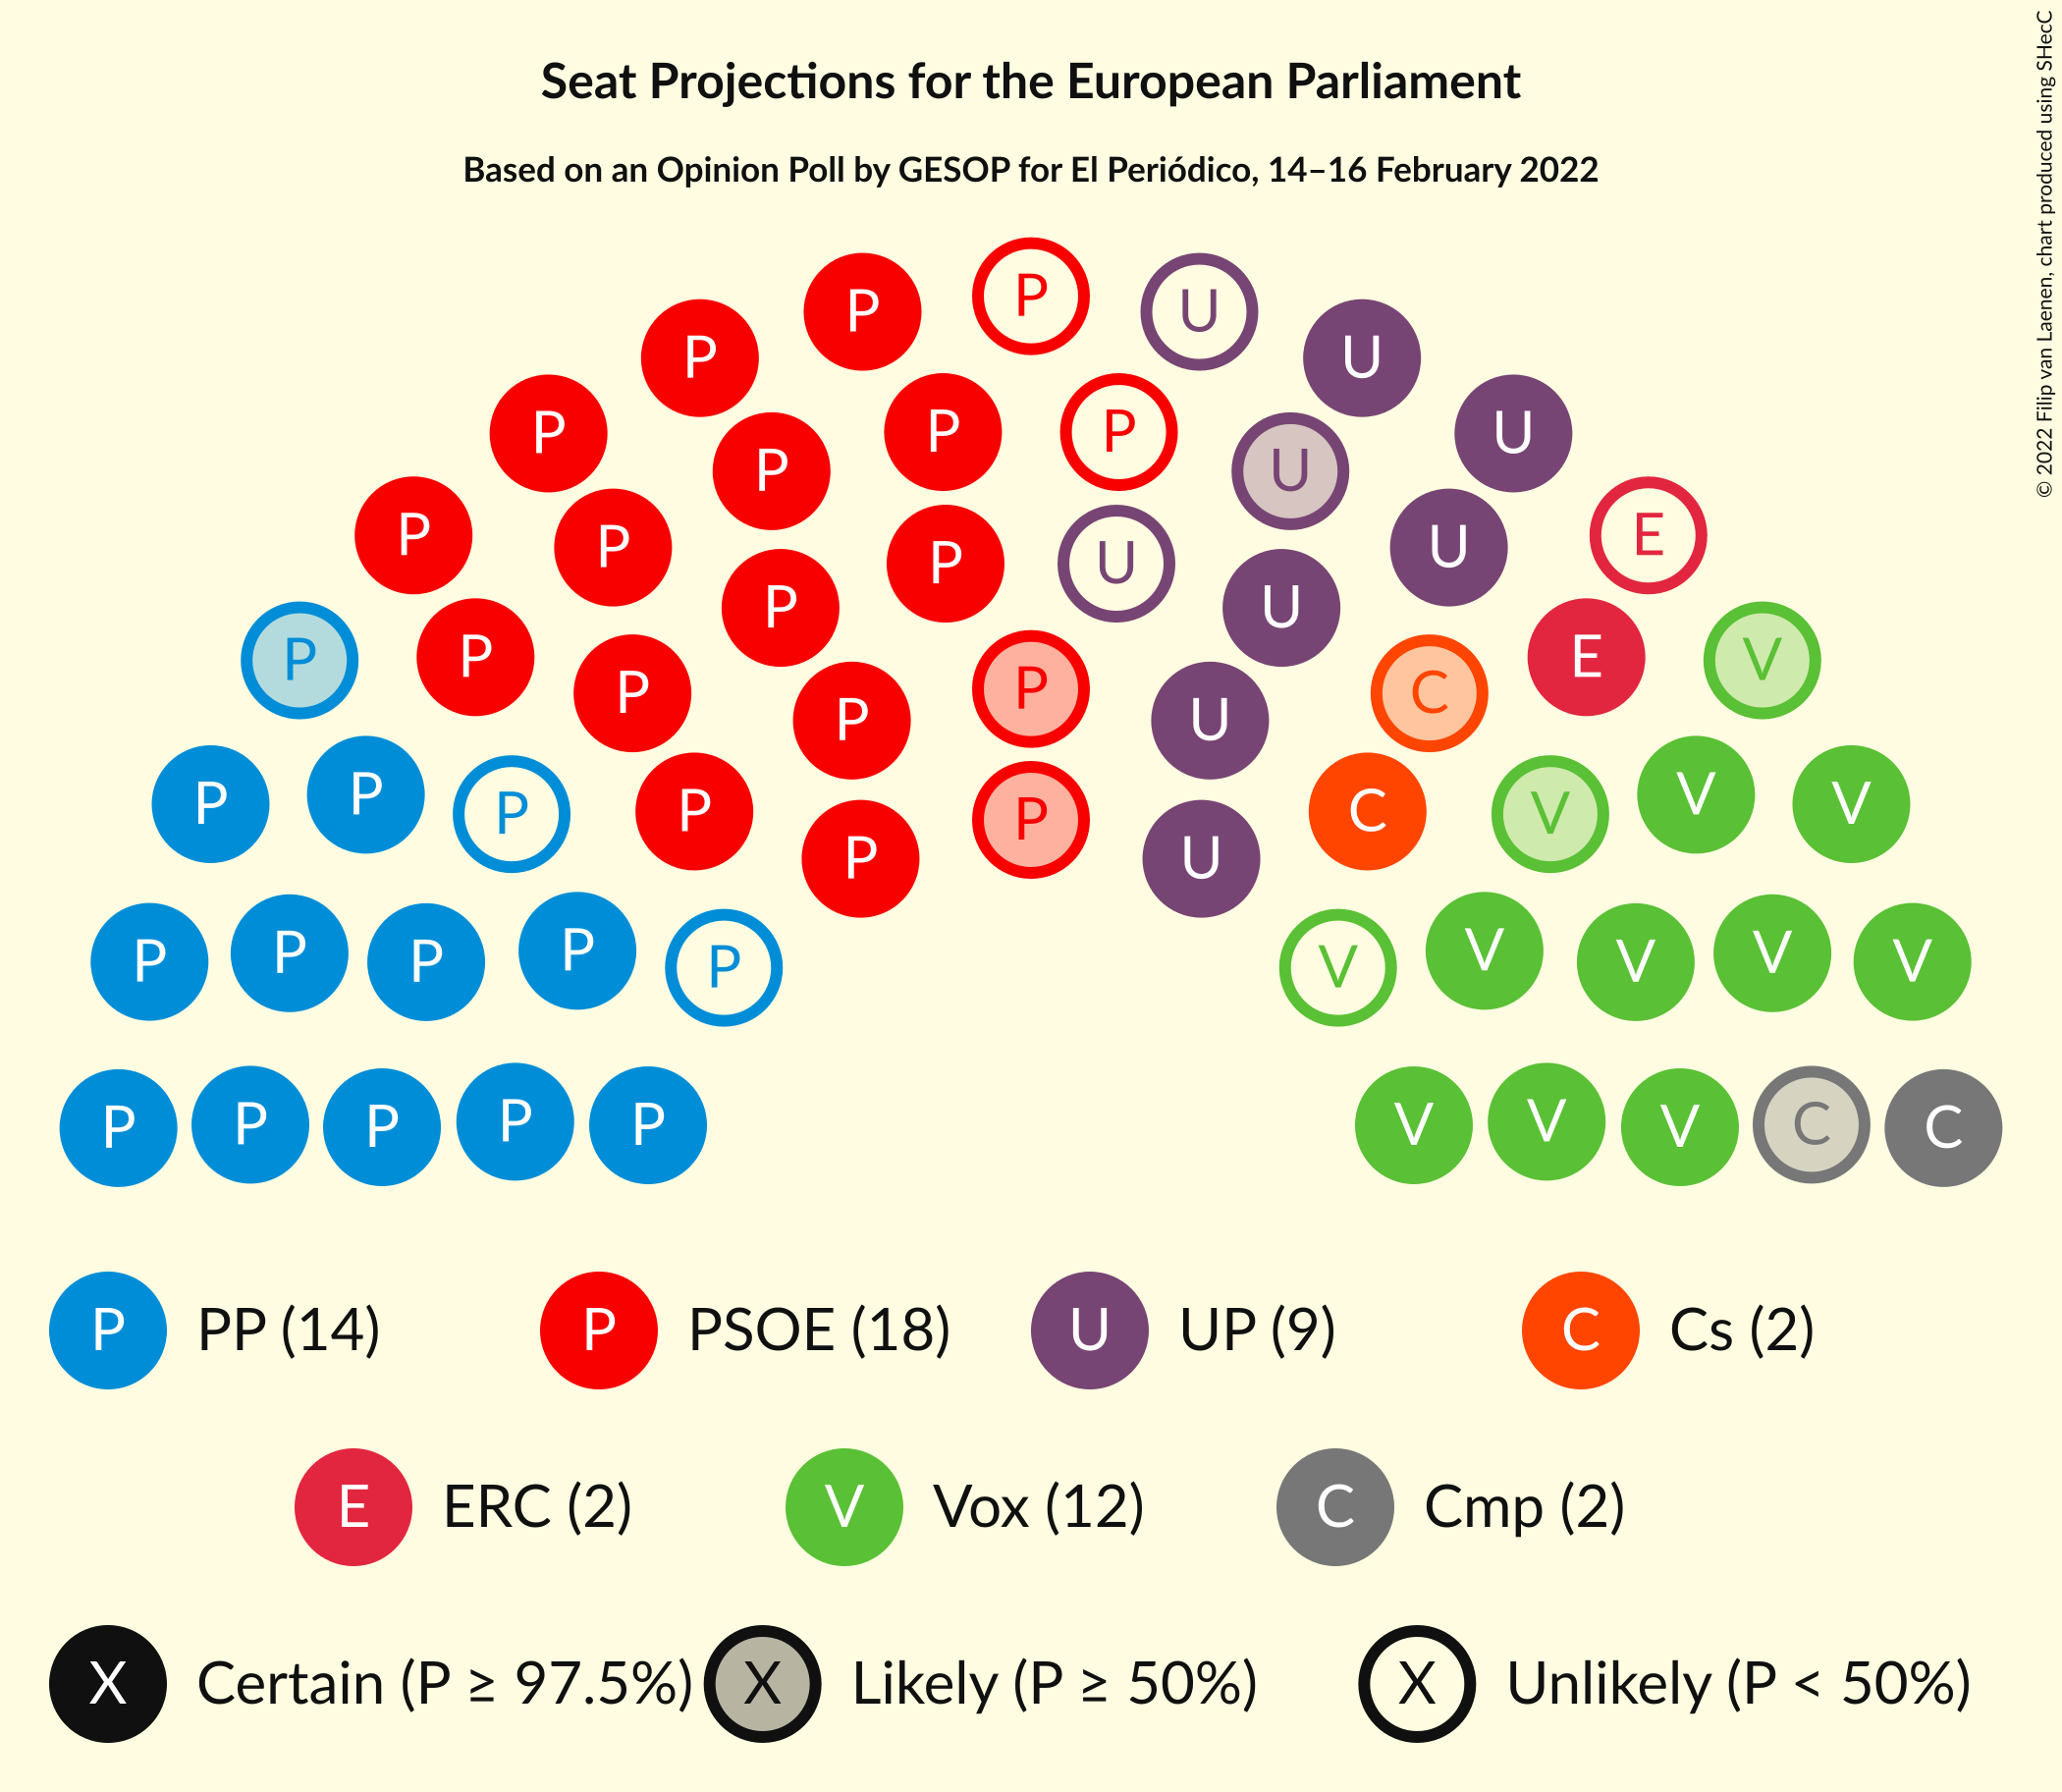 Seat Projections for the European Parliament
Based on an Opinion Poll by GESOP for El Periódico, 14–16 February 2022
© 2022 Filip van Laenen, chart produced using SHecC
P
P U
P U
P P P U
P U
P E
P U
P U
P U
P P E V
P P C
P U
P P P P P C V V V
P U
P P P P P V V V V V
P P P P P V V V C C
P PP (14) P PSOE (18) U UP (9) C Cs (2)
E ERC (2) V Vox (12) C Cmp (2)
X Certain (P ≥ 97.5%) X Likely (P ≥ 50%) X Unlikely (P < 50%)